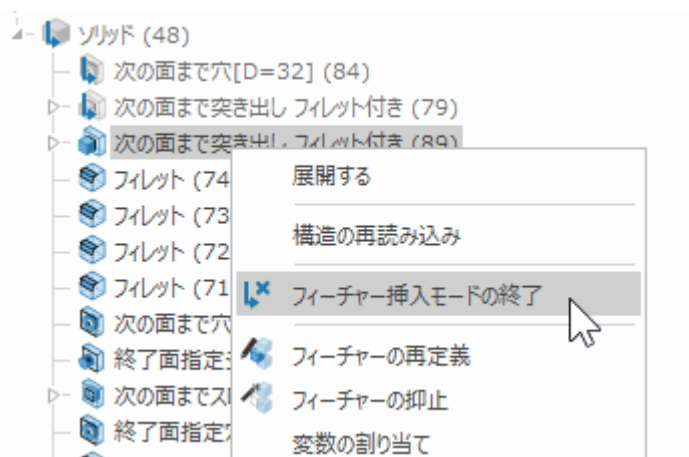 ソリッド (48)
次の面まで穴[D=32] (84)
次の面まで突き出し フィレット付き (79)
次の面まで突き出し フィレット付き (89)
フィレット (74
フィレット (73
フィレット (72
フィレット (71
次の面まで穴
終了面指定
次の面までス
終了面指定
展開する
構造の再読み込み
フィーチャー挿入モードの終了
フィーチャーの再定義
フィーチャーの抑止
変数の割り当て